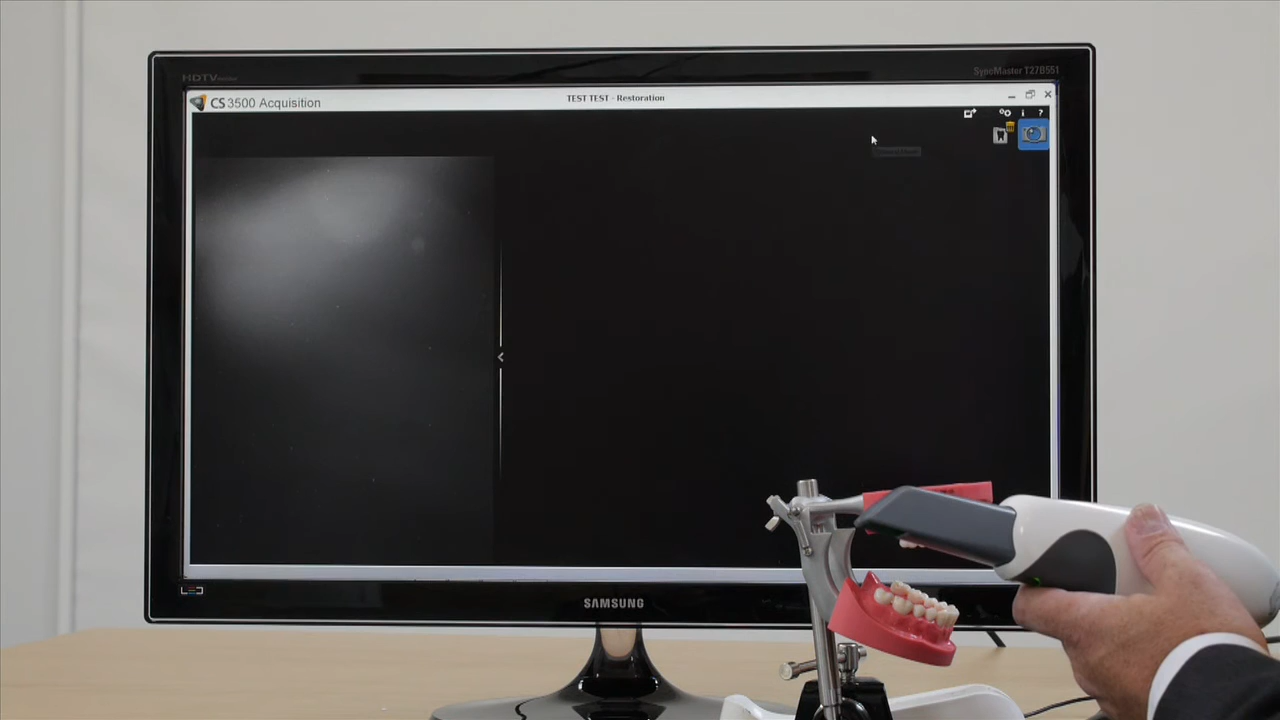 HDTV
SyncMaster T27B551
CS 3500 Acquisition
TEST TEST - Restoration
SAMSUNG